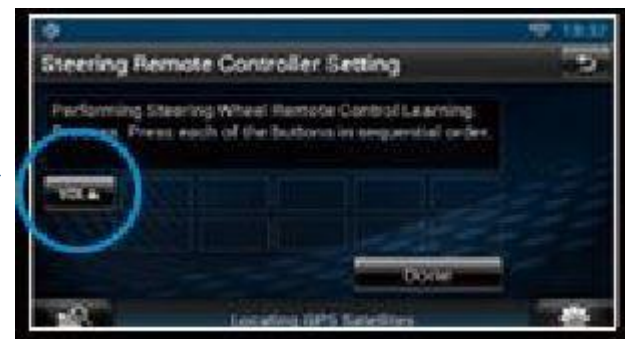 Steering Remote Controller Setting
Performing Steering Wheel Remote Control Learning
Process. Press each of the buttons in sequential order.
VOL▲
Done
Locating GPS Satellites